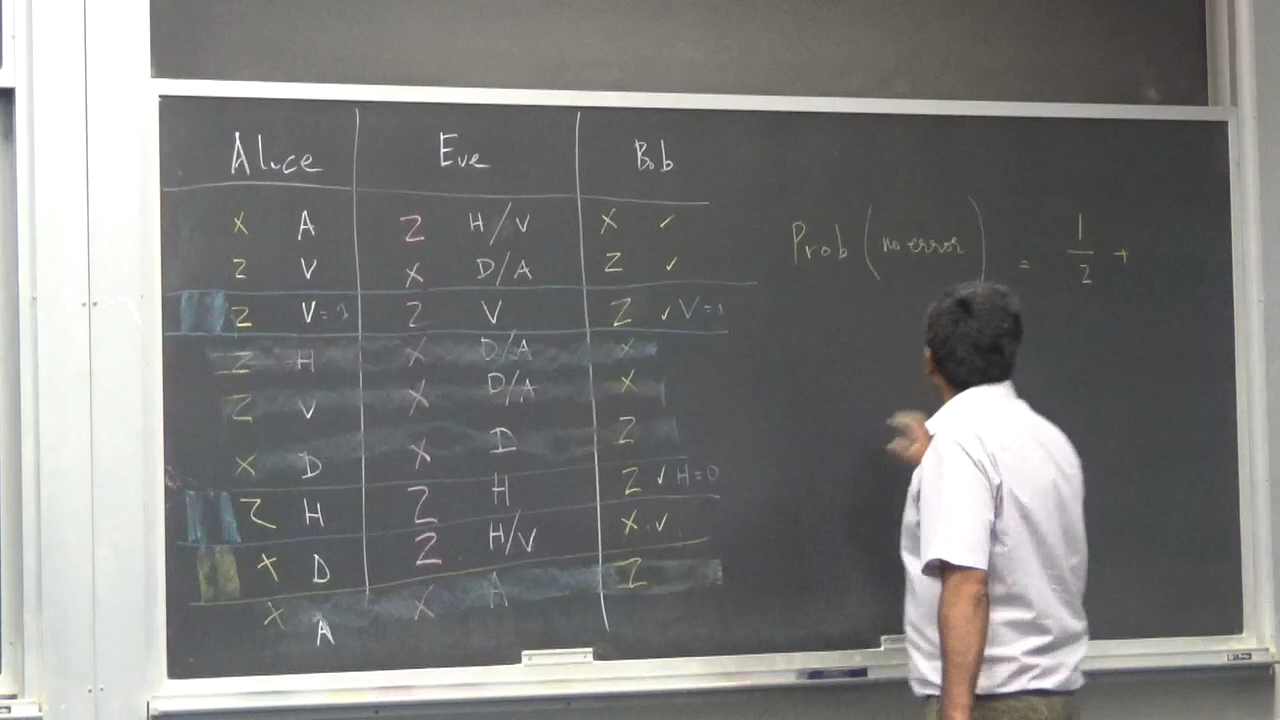 Alice Eve Bob
X A Z H/V X ✓
Z V X D/A Z ✓
Z V=1 Z V Z ✓ V=1
Z H X D/A X
Z V X D/A X
X D X D Z
Z H Z H Z ✓ H=0
X D Z H/V X ✓
X A X A Z
Prob (no error) = 1/2 +